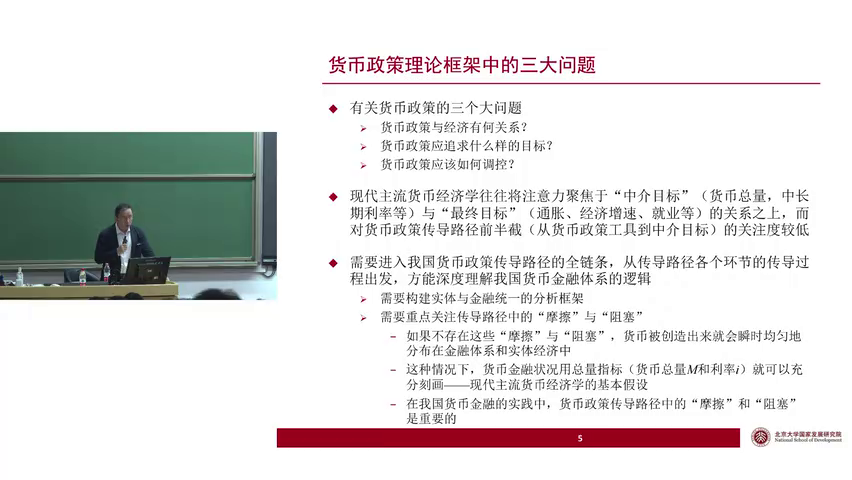 货币政策理论框架中的三大问题
有关货币政策的三个大问题
货币政策与经济有何关系？
货币政策应追求什么样的目标？
货币政策应该如何调控？
现代主流货币经济学往往将注意力聚焦于“中介目标”（货币总量，中长
期利率等）与“最终目标”（通胀、经济增速、就业等）的关系之上，而
对货币政策传导路径前半截（从货币政策工具到中介目标）的关注度较低
需要进入我国货币政策传导路径的全链条，从传导路径各个环节的传导过
程出发，方能深度理解我国货币金融体系的逻辑
需要构建实体与金融统一的分析框架
需要重点关注传导路径中的“摩擦”与“阻塞”
如果不存在这些“摩擦”与“阻塞”，货币被创造出来就会瞬时均匀地
分布在金融体系和实体经济中
这种情况下，货币金融状况用总量指标（货币总量M和利率i）就可以充
分刻画——现代主流货币经济学的基本假设
在我国货币金融的实践中，货币政策传导路径中的“摩擦”和“阻塞”
是重要的
5
北京大学国家发展研究院
National School of Development